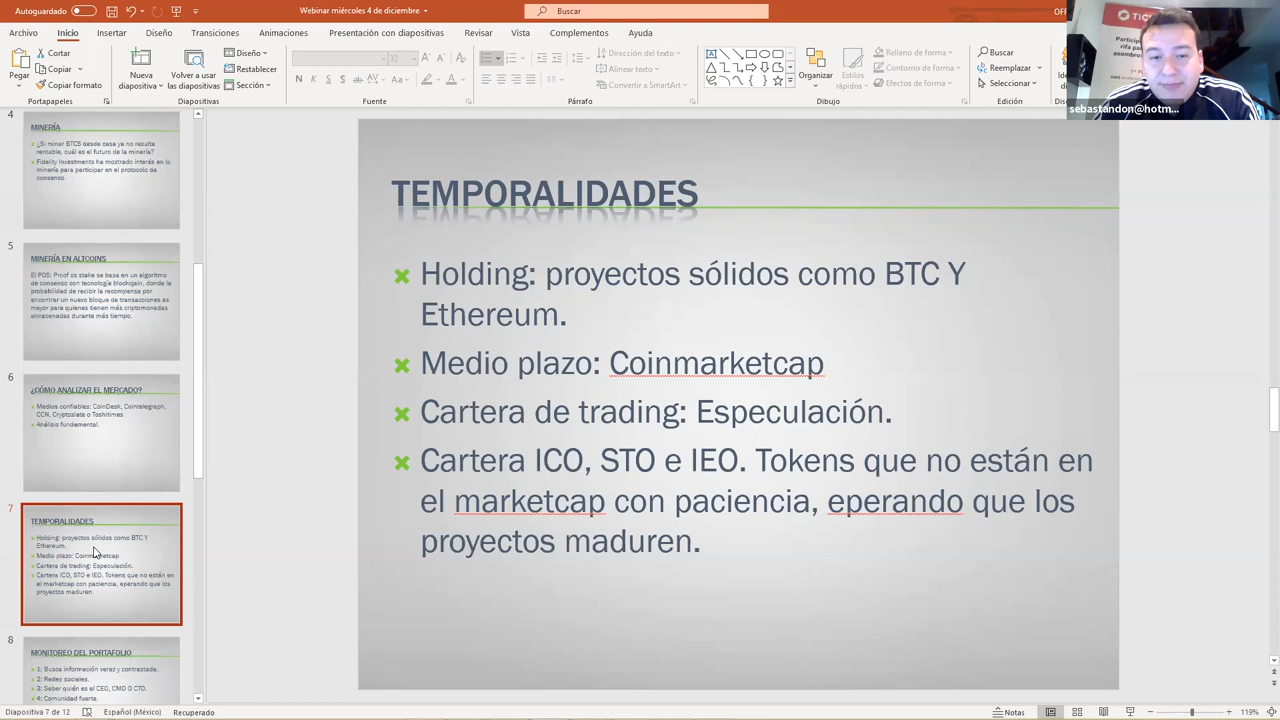 Autoguardado
Webinar miércoles 4 de diciembre
Buscar
OFF
Archivo Inicio Insertar Diseño Transiciones Animaciones Presentación con diapositivas Revisar Vista Complementos Ayuda
Pegar
Cortar
Copiar
Copiar formato
Portapapeles
Nueva diapositiva
Volver a usar las diapositivas
Diseño
Restablecer
Sección
Diapositivas
32
Fuente
Dirección del texto
Alinear texto
Convertir a SmartArt
Párrafo
Organizar
Estilos rápidos
Relleno de forma
Contorno de forma
Efectos de forma
Dibujo
Buscar
Reemplazar
Seleccionar
Edición
sebastandon@hotm...
4
MINERÍA
¿Si minar BTCS desde casa ya no resulta
rentable, cuál es el futuro de la minería?
Fidelity Investments ha mostrado interés en la
minería para participar en el protocolo de
consenso.
5
MINERÍA EN ALTCOINS
El POS: Proof os stake se basa en un algoritmo
de consenso con tecnología blockcain, donde la
probabilidad de recibir la recompensa por
encontrar un nuevo bloque de transacciones es
mayor para quienes tienen más criptomonedas
almacenadas durante más tiempo.
6
¿CÓMO ANALIZAR EL MERCADO?
Medios confiables: CoinDesk, Cointelegraph,
CCN, Cryptoslate o Toshitimes
Análisis fundamental.
7
TEMPORALIDADES
Holding: proyectos sólidos como BTC Y
Ethereum.
Medio plazo: Coinmarketcap
Cartera de trading: Especulación.
Cartera ICO, STO e IEO. Tokens que no están en
el marketcap con paciencia, eperando que los
proyectos maduren.
8
MONITOREO DEL PORTAFOLIO
1: Busca información veraz y contrastada.
2: Redes sociales.
3: Saber quién es el CEO, CMO O CTO.
4: Comunidad fuerte.
TEMPORALIDADES
Holding: proyectos sólidos como BTC Y
Ethereum.
Medio plazo: Coinmarketcap
Cartera de trading: Especulación.
Cartera ICO, STO e IEO. Tokens que no están en
el marketcap con paciencia, eperando que los
proyectos maduren.
Diapositiva 7 de 12
Español (México)
Recuperado
Notas
119%